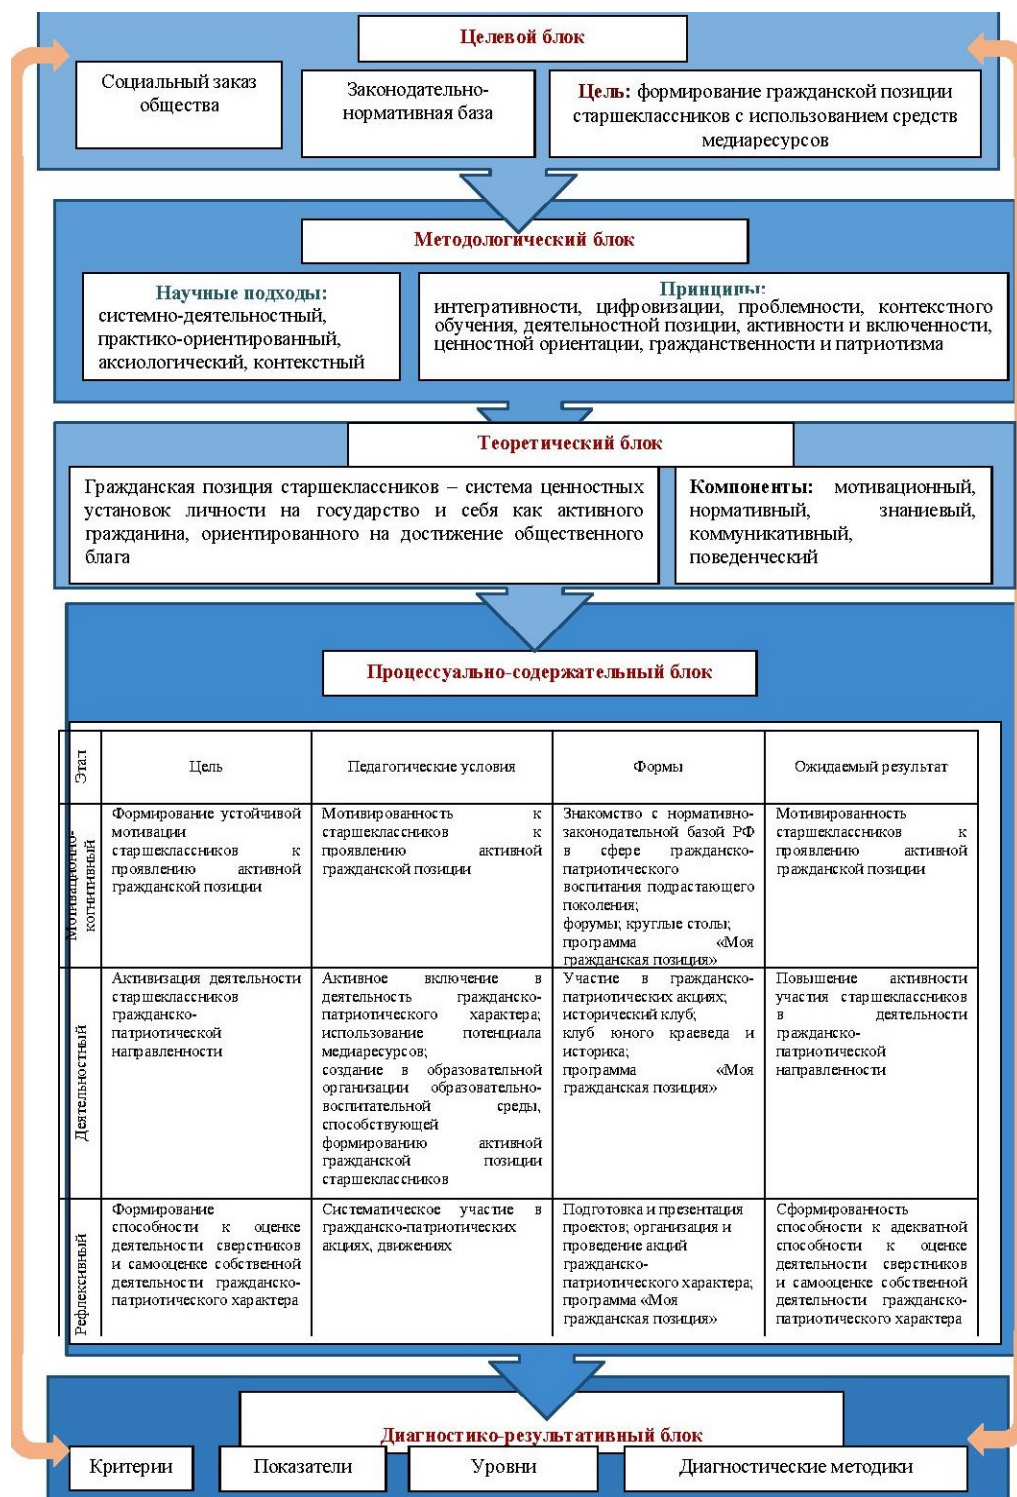 Целевой блок
Социальный заказ
общества
Законодательно-
нормативная база
Цель: формирование гражданской позиции
старшеклассников с использованием средств
медиаресурсов
Методологический блок
Научные подходы:
системно-деятельностный,
практико-ориентированный,
аксиологический, контекстный
Принципы:
интегративности, цифровизации, проблемности, контекстного
обучения, деятельностной позиции, активности и включенности,
ценностной ориентации, гражданственности и патриотизма
Теоретический блок
Гражданская позиция старшеклассников – система ценностных
установок личности на государство и себя как активного
гражданина, ориентированного на достижение общественного
блага
Компоненты: мотивационный,
нормативный, знаниевый,
коммуникативный,
поведенческий
Процессуально-содержательный блок
Этап
Цель
Педагогические условия
Формы
Ожидаемый результат
Мотивационно-
когнитивный
Формирование устойчивой
мотивации
старшеклассников к
проявлению активной
гражданской позиции
Мотивированность к
старшеклассников к
проявлению активной
гражданской позиции
Знакомство с нормативно-
законодательной базой РФ
в сфере гражданско-
патриотического
воспитания подрастающего
поколения;
форумы; круглые столы;
программа «Моя
гражданская позиция»
Мотивированность
старшеклассников к
проявлению активной
гражданской позиции
Деятельностный
Активизация деятельности
старшеклассников
гражданско-
патриотической
направленности
Активное включение в
деятельность гражданско-
патриотического характера;
использование потенциала
медиаресурсов;
создание в образовательной
организации образовательно-
воспитательной среды,
способствующей
формированию активной
гражданской позиции
старшеклассников
Участие в гражданско-
патриотических акциях;
исторический клуб;
клуб юного краеведа и
историка;
программа «Моя
гражданская позиция»
Повышение активности
участия старшеклассников
в деятельности
гражданско-
патриотической
направленности
Рефлексивный
Формирование
способности к оценке
деятельности сверстников
и самооценке собственной
деятельности гражданско-
патриотического характера
Систематическое участие в
гражданско-патриотических
акциях, движениях
Подготовка и презентация
проектов; организация и
проведение акций
гражданско-
патриотического характера;
программа «Моя
гражданская позиция»
Сформированность
способности к адекватной
способности к оценке
деятельности сверстников
и самооценке собственной
деятельности гражданско-
патриотического характера
Диагностико-результативный блок
Критерии
Показатели
Уровни
Диагностические методики